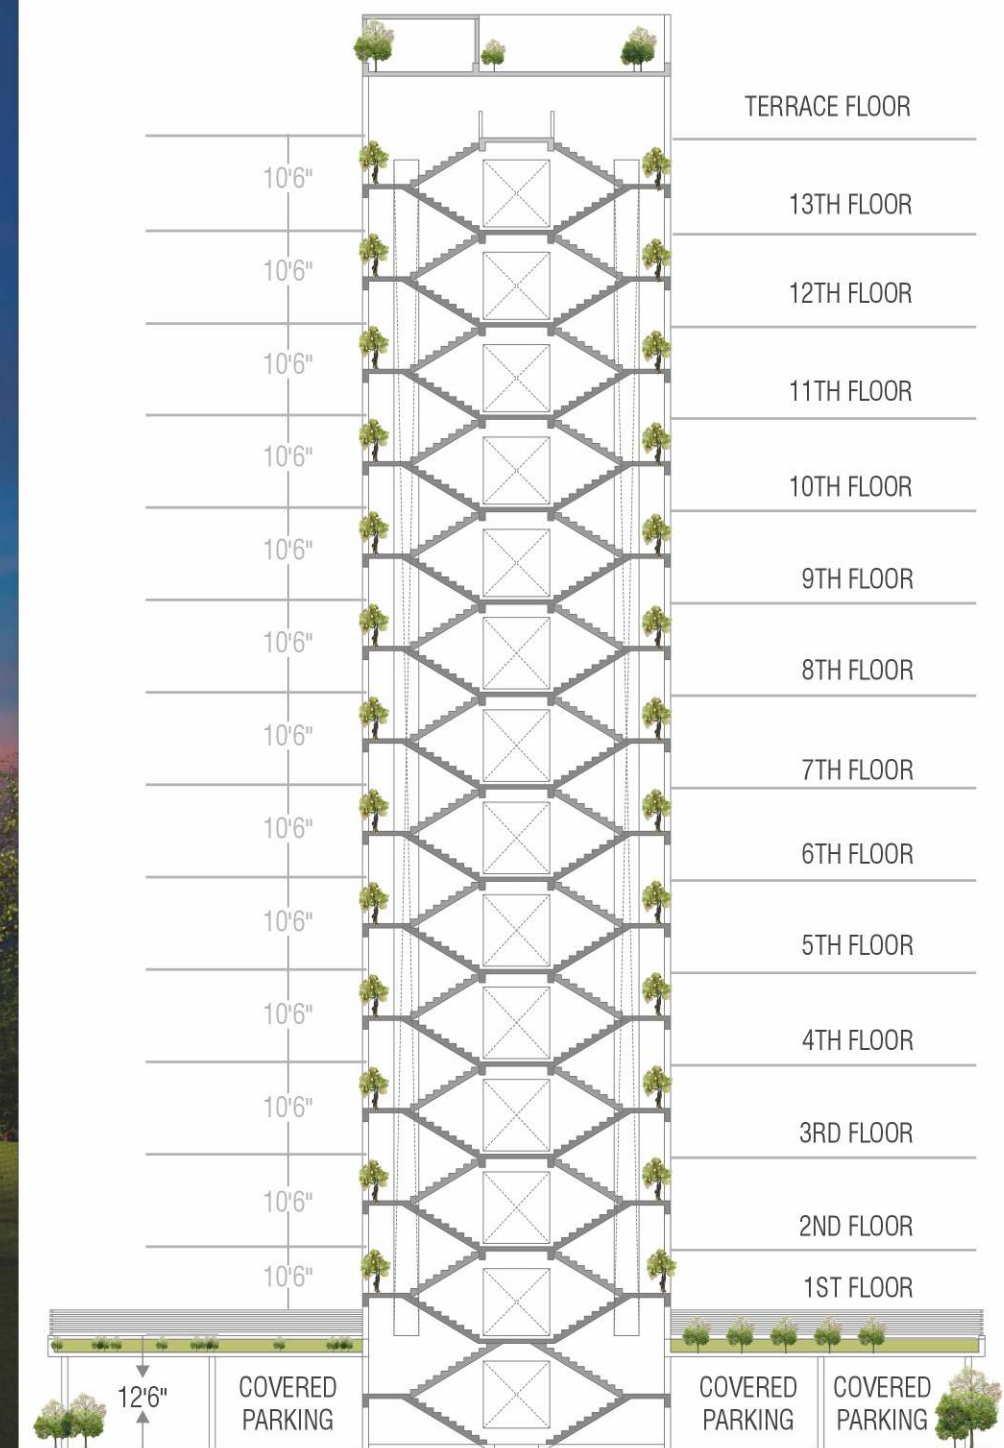 TERRACE FLOOR
10'6"
13TH FLOOR
10'6"
12TH FLOOR
10'6"
11TH FLOOR
10'6"
10TH FLOOR
10'6"
9TH FLOOR
10'6"
8TH FLOOR
10'6"
7TH FLOOR
10'6"
6TH FLOOR
10'6"
5TH FLOOR
10'6"
4TH FLOOR
10'6"
3RD FLOOR
10'6"
2ND FLOOR
10'6"
1ST FLOOR
12'6"
COVERED
PARKING
COVERED
PARKING
COVERED
PARKING